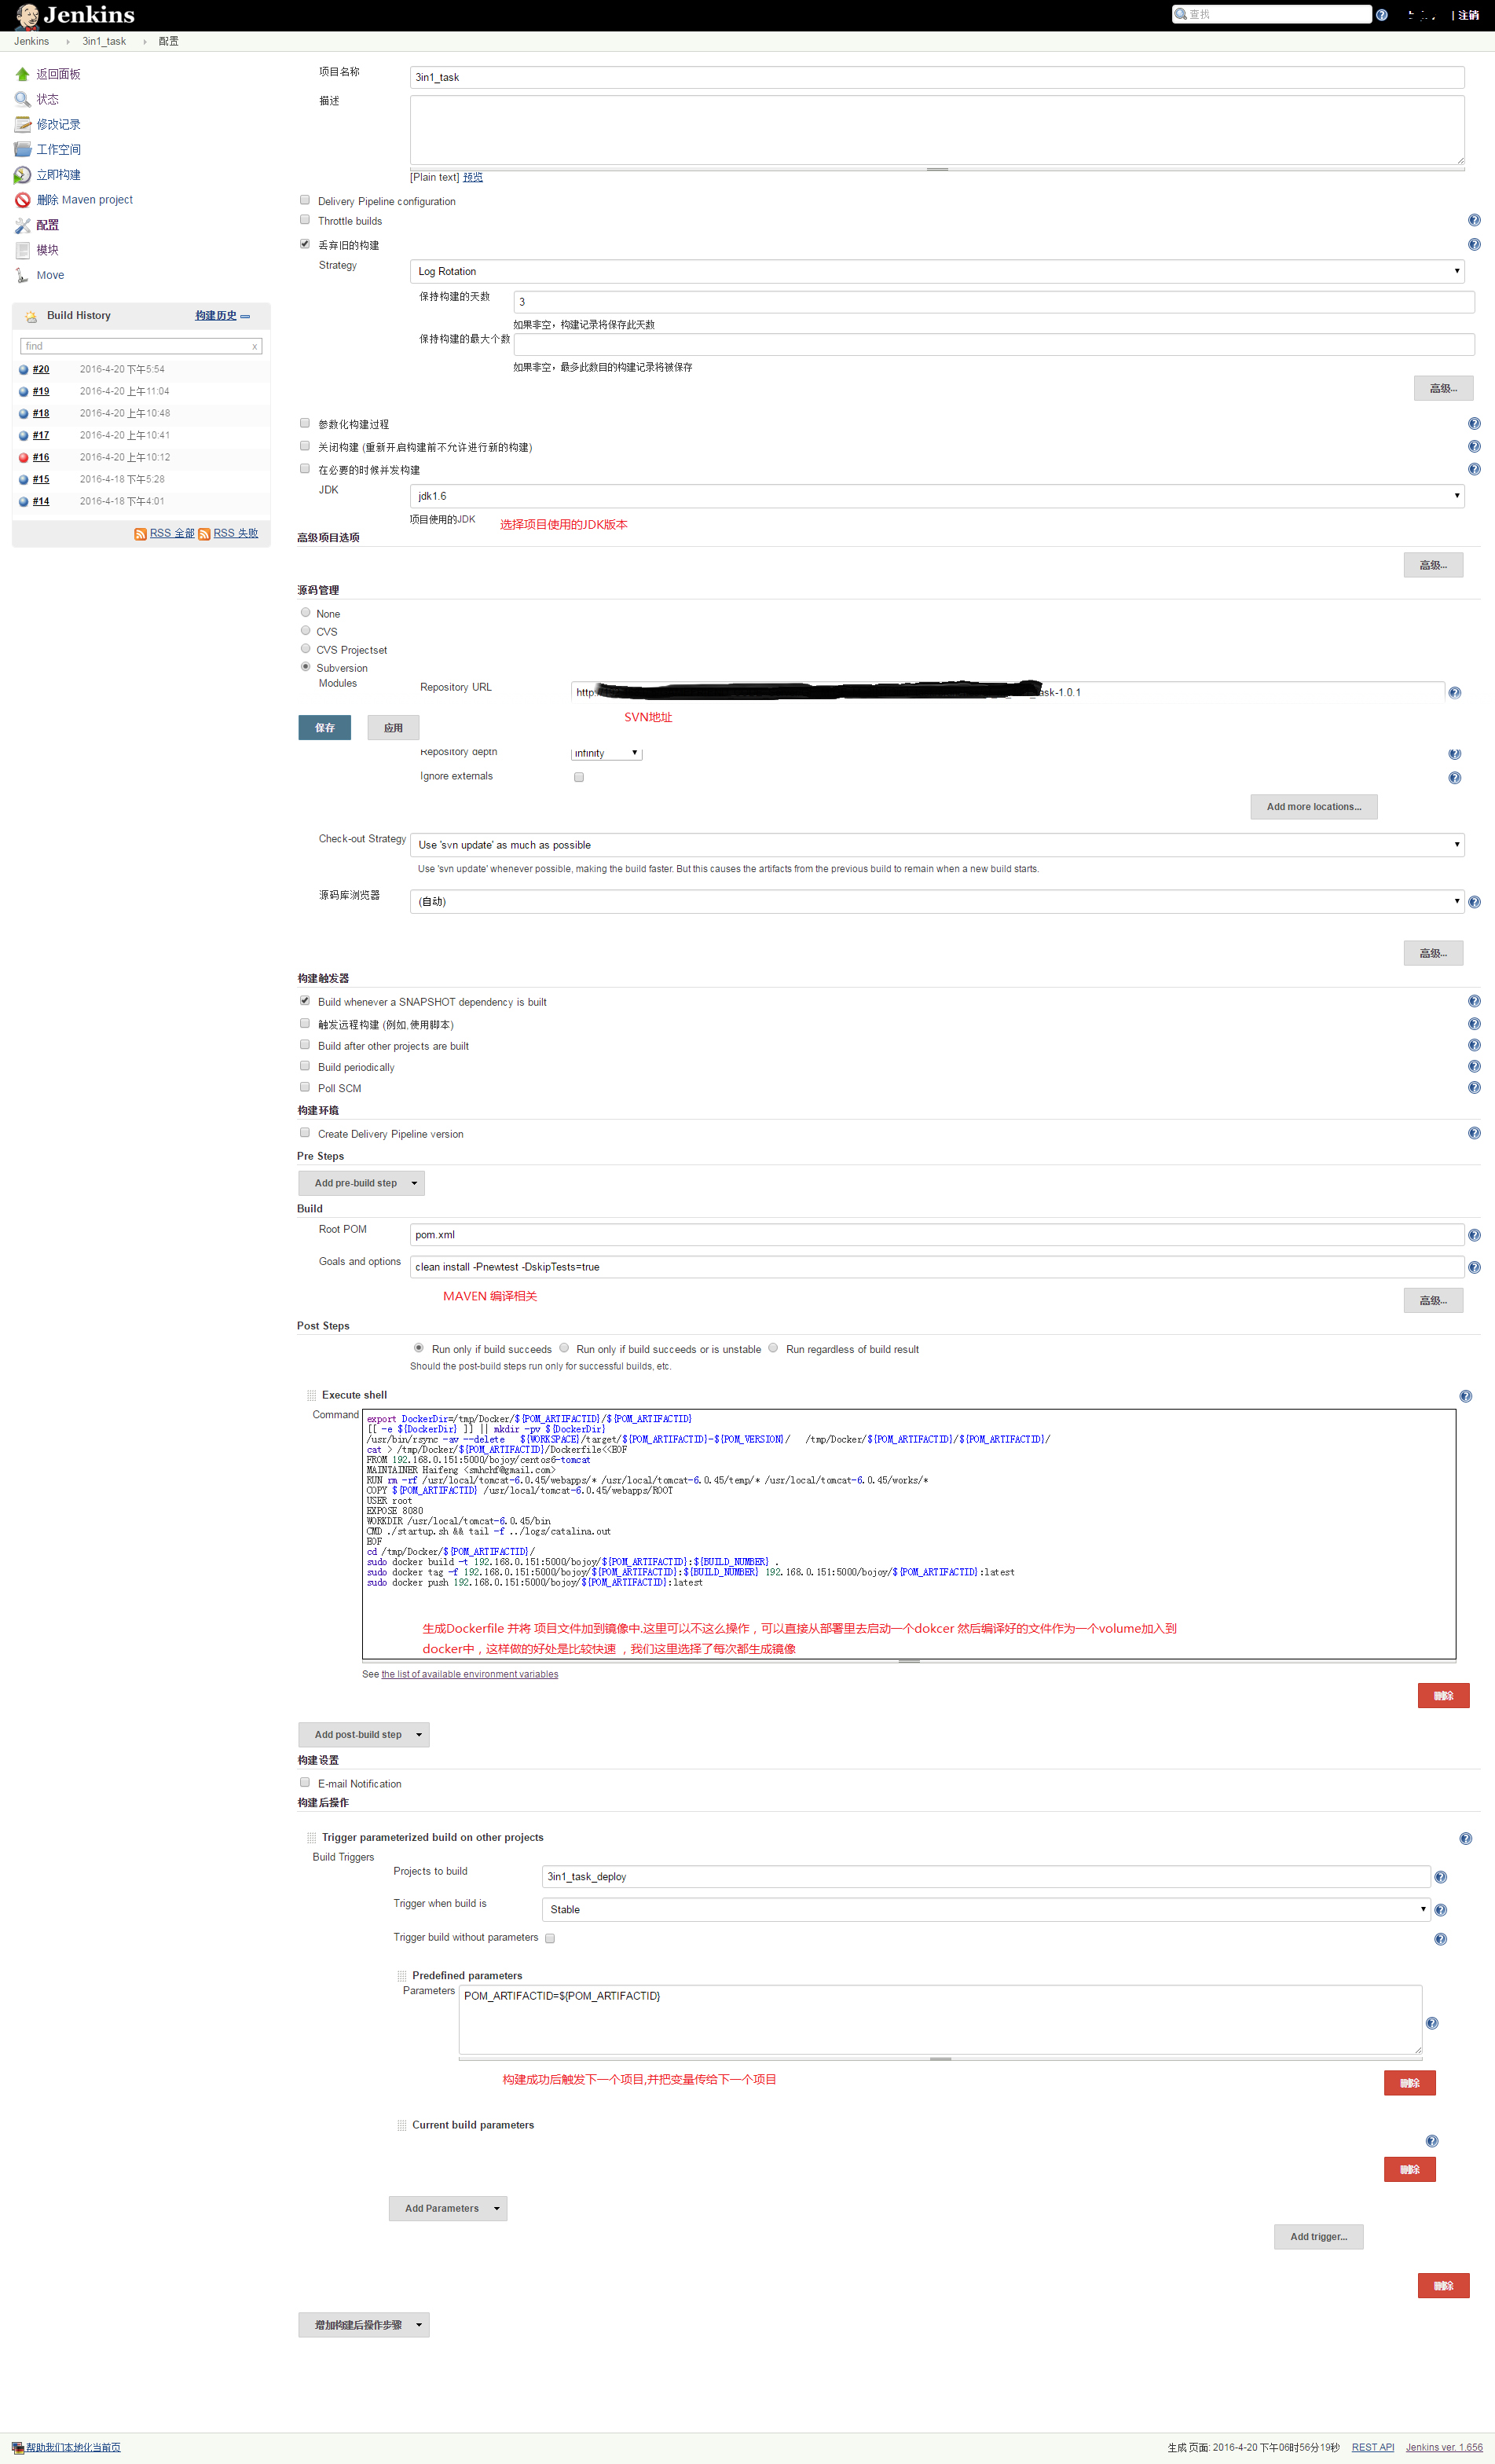 Jenkins
查找
| 注销
Jenkins
3in1_task
配置
返回面板
状态
修改记录
工作空间
立即构建
删除 Maven project
配置
模块
Move
Build History
构建历史
find
x
#20 2016-4-20 下午5:54
#19 2016-4-20 上午11:04
#18 2016-4-20 上午10:48
#17 2016-4-20 上午10:41
#16 2016-4-20 上午10:12
#15 2016-4-18 下午5:28
#14 2016-4-18 下午4:01
RSS 全部 RSS 失败
项目名称
3in1_task
描述
[Plain text] 预览
Delivery Pipeline configuration
Throttle builds
丢弃旧的构建
Strategy
Log Rotation
保持构建的天数
3
如果非空，构建记录将保存此天数
保持构建的最大个数
如果非空，最多此数目的构建记录将被保存
高级...
参数化构建过程
关闭构建 (重新开启构建前不允许进行新的构建)
在必要的时候并发构建
JDK
jdk1.6
项目使用的JDK
选择项目使用的JDK版本
高级项目选项
高级...
源码管理
None
CVS
CVS Projectset
Subversion
Modules
Repository URL
http
ask-1.0.1
SVN地址
保存
应用
Repository depth
infinity
Ignore externals
Add more locations...
Check-out Strategy
Use 'svn update' as much as possible
Use 'svn update' whenever possible, making the build faster. But this causes the artifacts from the previous build to remain when a new build starts.
源码库浏览器
(自动)
高级...
构建触发器
Build whenever a SNAPSHOT dependency is built
触发远程构建 (例如,使用脚本)
Build after other projects are built
Build periodically
Poll SCM
构建环境
Create Delivery Pipeline version
Pre Steps
Add pre-build step
Build
Root POM
pom.xml
Goals and options
clean install -Pnewtest -DskipTests=true
MAVEN 编译相关
高级...
Post Steps
Run only if build succeeds
Run only if build succeeds or is unstable
Run regardless of build result
Should the post-build steps run only for successful builds, etc.
Execute shell
Command
export DockerDir=/tmp/Docker/${POM_ARTIFACTID}/${POM_ARTIFACTID}
[[ -e ${DockerDir} ]] || mkdir -pv ${DockerDir}
/usr/bin/rsync -av --delete ${WORKSPACE}/target/${POM_ARTIFACTID}-${POM_VERSION}/ /tmp/Docker/${POM_ARTIFACTID}/${POM_ARTIFACTID}/
cat > /tmp/Docker/${POM_ARTIFACTID}/Dockerfile<<EOF
FROM 192.168.0.151:5000/bojoy/centos6-tomcat
MAINTAINER Haifeng <smhchf@gmail.com>
RUN rm -rf /usr/local/tomcat-6.0.45/webapps/* /usr/local/tomcat-6.0.45/temp/* /usr/local/tomcat-6.0.45/works/*
COPY ${POM_ARTIFACTID} /usr/local/tomcat-6.0.45/webapps/ROOT
USER root
EXPOSE 8080
WORKDIR /usr/local/tomcat-6.0.45/bin
CMD ./startup.sh && tail -f ../logs/catalina.out
EOF
cd /tmp/Docker/${POM_ARTIFACTID}/
sudo docker build -t 192.168.0.151:5000/bojoy/${POM_ARTIFACTID}:${BUILD_NUMBER} .
sudo docker tag -f 192.168.0.151:5000/bojoy/${POM_ARTIFACTID}:${BUILD_NUMBER} 192.168.0.151:5000/bojoy/${POM_ARTIFACTID}:latest
sudo docker push 192.168.0.151:5000/bojoy/${POM_ARTIFACTID}:latest
生成Dockerfile 并将 项目文件加到镜像中.这里可以不这么操作，可以直接从部署里去启动一个dokcer 然后编译好的文件作为一个volume加入到
docker中，这样做的好处是比较快速 ，我们这里选择了每次都生成镜像
See the list of available environment variables
删除
Add post-build step
构建设置
E-mail Notification
构建后操作
Trigger parameterized build on other projects
Build Triggers
Projects to build
3in1_task_deploy
Trigger when build is
Stable
Trigger build without parameters
Predefined parameters
Parameters
POM_ARTIFACTID=${POM_ARTIFACTID}
构建成功后触发下一个项目,并把变量传给下一个项目
删除
Current build parameters
删除
Add Parameters
Add trigger...
删除
增加构建后操作步骤
帮助我们本地化当前页
生成页面: 2016-4-20 下午06时56分19秒 REST API Jenkins ver. 1.656